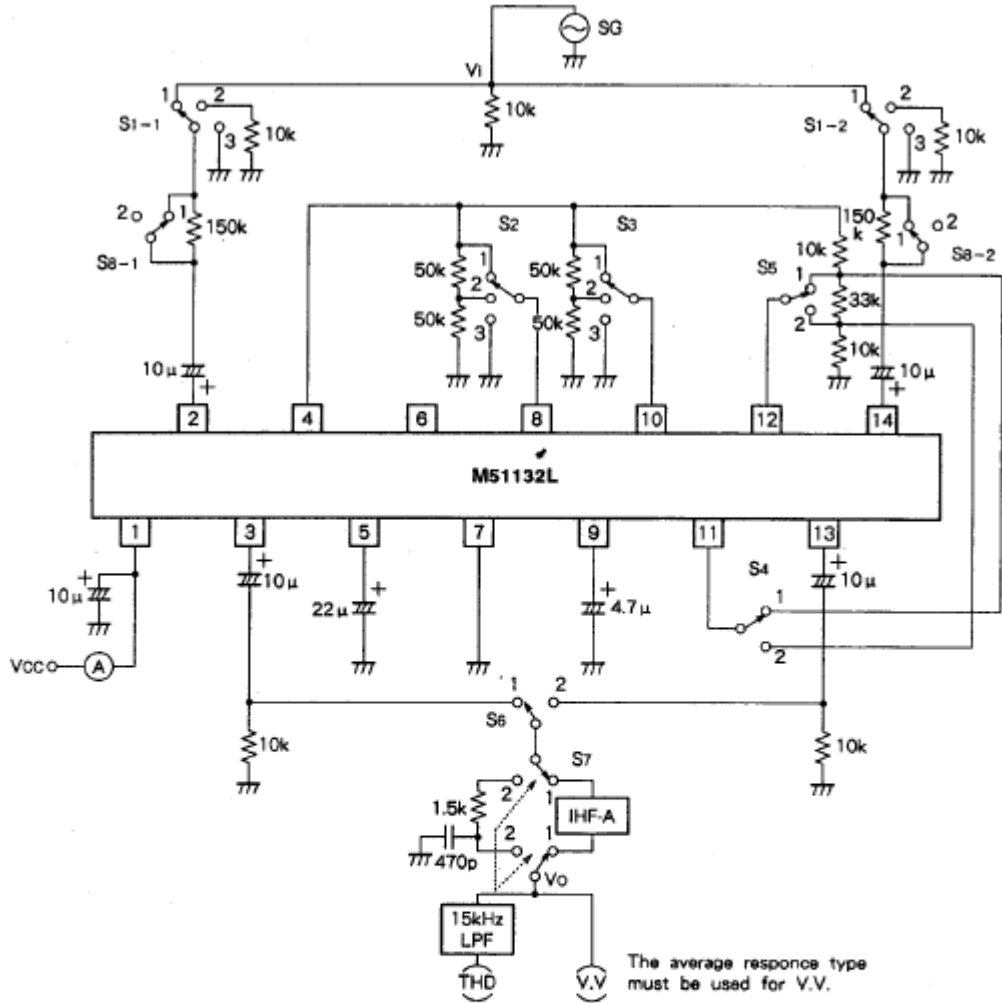 SG
Vi
1 2 10k 1 2
S1-1 3 10k S1-2 3 10k
2 1 150k S2 S3 150 k 2
S8-1 50k 1 50k 1 10k S5 1 1 S8-2
2 2 33k
50k 3 50k 3 2
10μ + 10k 10μ +
2 4 6 8 10 12 14
M51132L
1 3 5 7 9 11 13
+ + + + S4 +
10μ 10μ 22μ 4.7μ 1 10μ
Vcc A 2
1 2
S6
10k S7 10k
2 1
1.5k IHF-A
2 1
470p Vo
15kHz
LPF
The average responce type
THD V.V must be used for V.V.